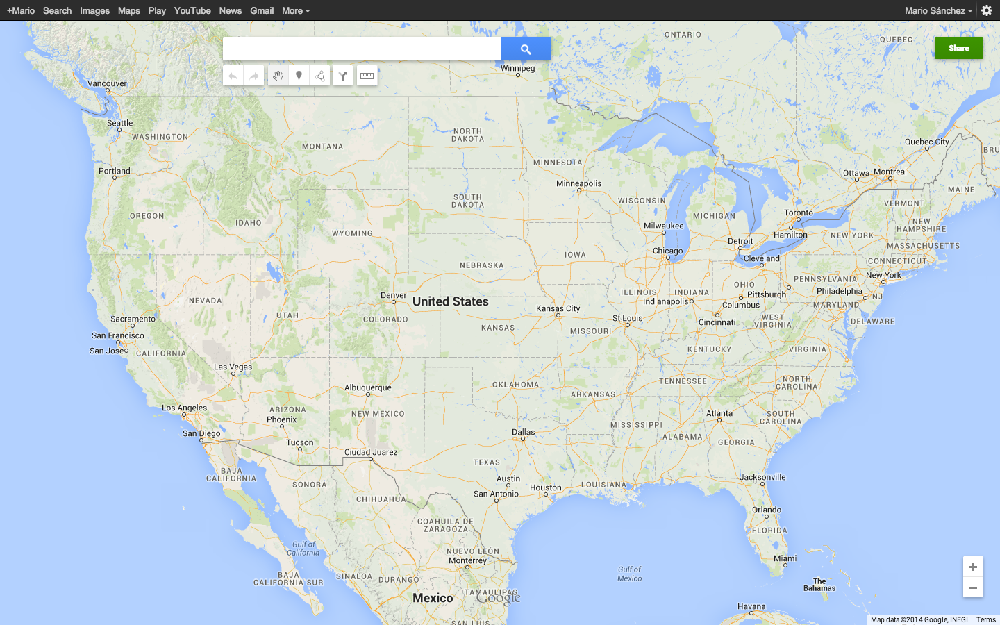 +Mario Search Images Maps Play YouTube News Gmail More
Mario Sánchez
Share
ONTARIO
QUEBEC
Winnipeg
Vancouver
Seattle
WASHINGTON
NORTH
DAKOTA
MONTANA
Quebec City
BRU
MINNESOTA
Portland
Ottawa
Montreal
Minneapolis
MAINE
SOUTH
DAKOTA
WISCONSIN
VERMONT
OREGON
IDAHO
MICHIGAN
Toronto
NEW
HAMPSHIRE
WYOMING
Milwaukee
Hamilton
NEW YORK
Detroit
MASSACHUSETTS
Chicago
IOWA
Cleveland
CONNECTICUT
NEBRASKA
New York
PENNSYLVANIA
OHIO
Philadelphia
NJ
ILLINOIS
INDIANA
Pittsburgh
Denver
United States
NEVADA
Indianapolis
Columbus
MARYLAND
Kansas City
UTAH
COLORADO
St Louis
Cincinnati
WEST
VIRGINIA
DELAWARE
Sacramento
KANSAS
MISSOURI
San Francisco
San Jose
CALIFORNIA
KENTUCKY
VIRGINIA
Las Vegas
Albuquerque
OKLAHOMA
TENNESSEE
NORTH
CAROLINA
ARKANSAS
Los Angeles
ARIZONA
NEW MEXICO
Phoenix
Atlanta
SOUTH
CAROLINA
MISSISSIPPI
San Diego
Dallas
ALABAMA
GEORGIA
Tucson
Ciudad Juarez
TEXAS
BAJA
CALIFORNIA
SONORA
Austin
Houston
LOUISIANA
Jacksonville
San Antonio
CHIHUAHUA
Orlando
COAHUILA DE
ZARAGOZA
FLORIDA
Gulf of
California
NUEVO LEÓN
Monterrey
Miami
Gulf of
Mexico
BAJA
CALIFORNIA SUR
SINALOA
DURANGO
The
Bahamas
Mexico
TAMAULIPAS
Google
Havana
SAN LUIS
Map data ©2014 Google, INEGI Terms